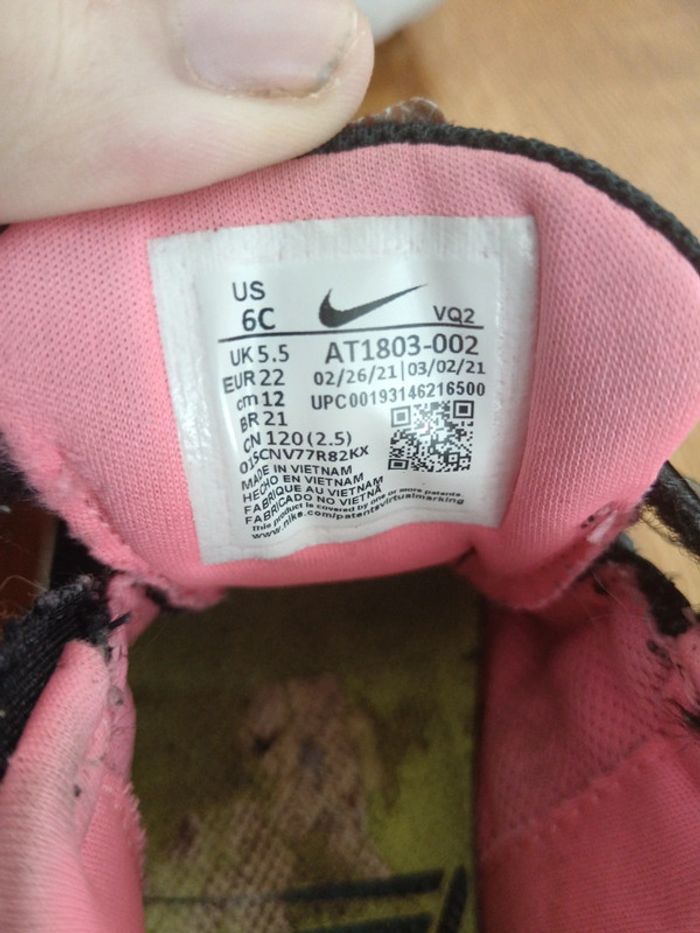 US
6C
VQ2
UK 5.5
AT1803-002
EUR 22
02/26/21|03/02/21
cm 12
UPC00193146216500
BR 21
CN 120(2.5)
015CNV77R82KX
MADE IN VIETNAM
HECHO EN VIETNAM
FABRIQUE AU VIETNAM
FABRICADO NO VIETNÃ
This product is covered by one or more patents.
www.nike.com/patentsvirtualmarking